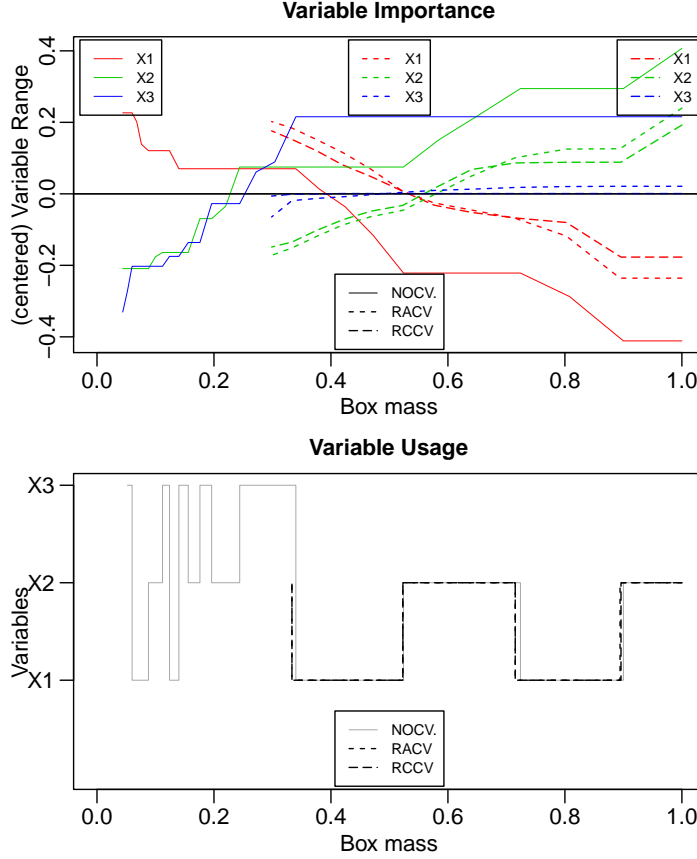 Variable Importance
(centered) Variable Range
0.4
0.2
0.0
−0.2
−0.4
X1
X2
X3
X1
X2
X3
X1
X2
X3
NOCV.
RACV
RCCV
0.0
0.2
0.4
0.6
0.8
1.0
Box mass
Variable Usage
Variables
X3
X2
X1
NOCV.
RACV
RCCV
0.0
0.2
0.4
0.6
0.8
1.0
Box mass